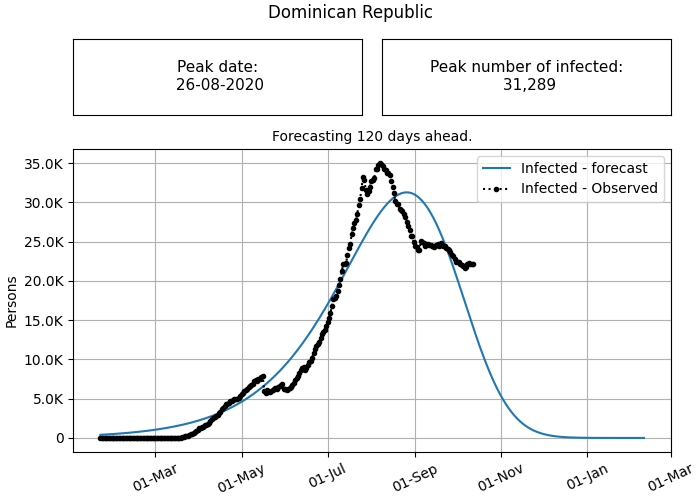 Dominican Republic
Peak date:
26-08-2020
Peak number of infected:
31,289
Forecasting 120 days ahead.
Infected - forecast
Infected - Observed
Persons
35.0K
30.0K
25.0K
20.0K
15.0K
10.0K
5.0K
0
01-Mar
01-May
01-Jul
01-Sep
01-Nov
01-Jan
01-Mar